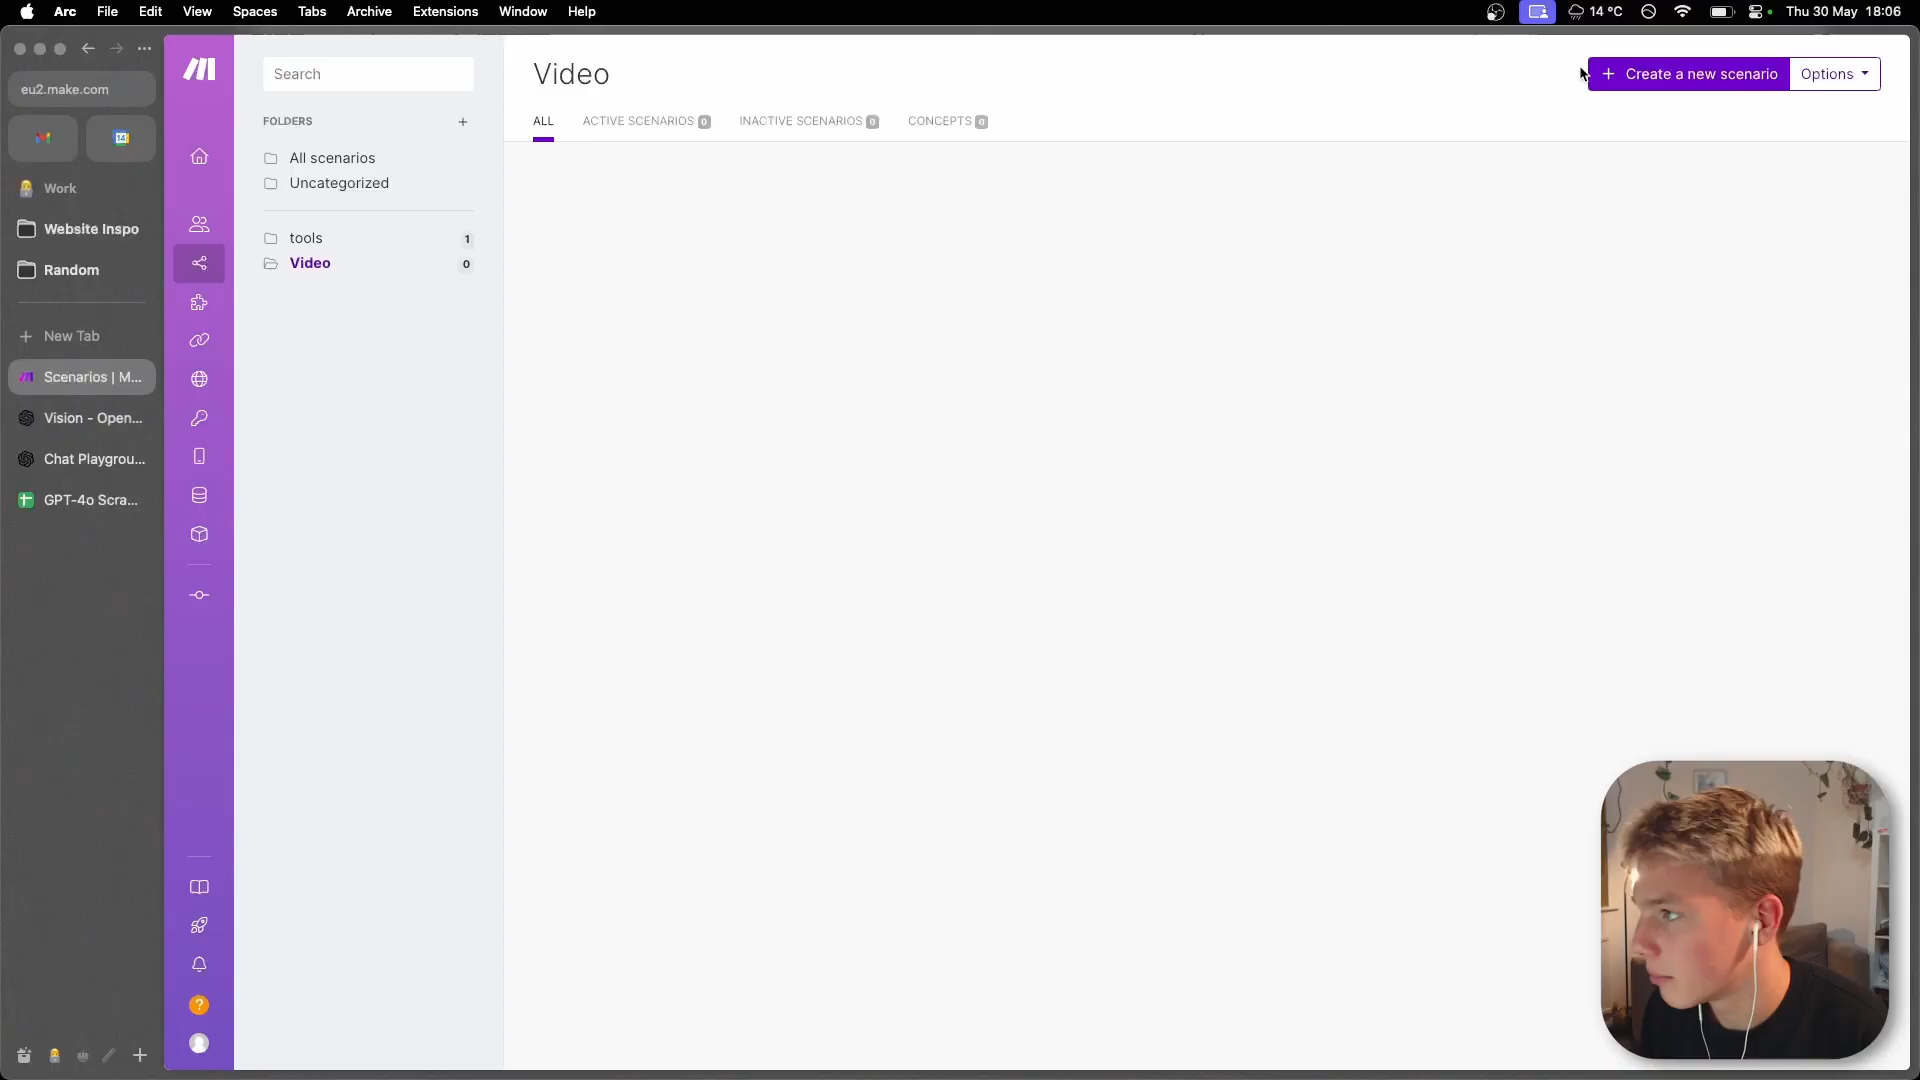 Arc File Edit View Spaces Tabs Archive Extensions Window Help 14 °C Thu 30 May 18:06
eu2.make.com
14
Work
Website Inspo
Random
New Tab
Scenarios | M...
Vision - Open...
Chat Playgrou...
GPT-4o Scra...
?
Search
FOLDERS +
All scenarios
Uncategorized
tools 1
Video 0
Video
+ Create a new scenario Options
ALL ACTIVE SCENARIOS 0 INACTIVE SCENARIOS 0 CONCEPTS 0